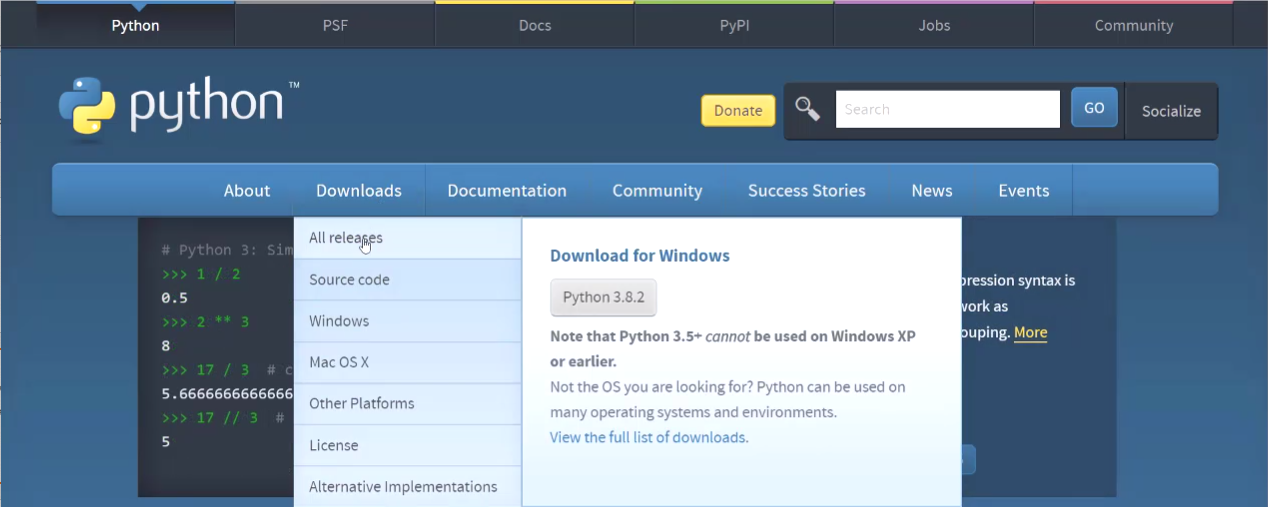 Python PSF Docs PyPI Jobs Community
python™
Donate Search GO Socialize
About Downloads Documentation Community Success Stories News Events
# Python 3: Sim
>>> 1 / 2
0.5
>>> 2 ** 3
8
>>> 17 / 3 # c
5.6666666666666
>>> 17 // 3 #
5
All releases
Source code
Windows
Mac OS X
Other Platforms
License
Alternative Implementations
Download for Windows
Python 3.8.2
Note that Python 3.5+ cannot be used on Windows XP
or earlier.
Not the OS you are looking for? Python can be used on
many operating systems and environments.
View the full list of downloads.
pression syntax is
work as
ouping. More